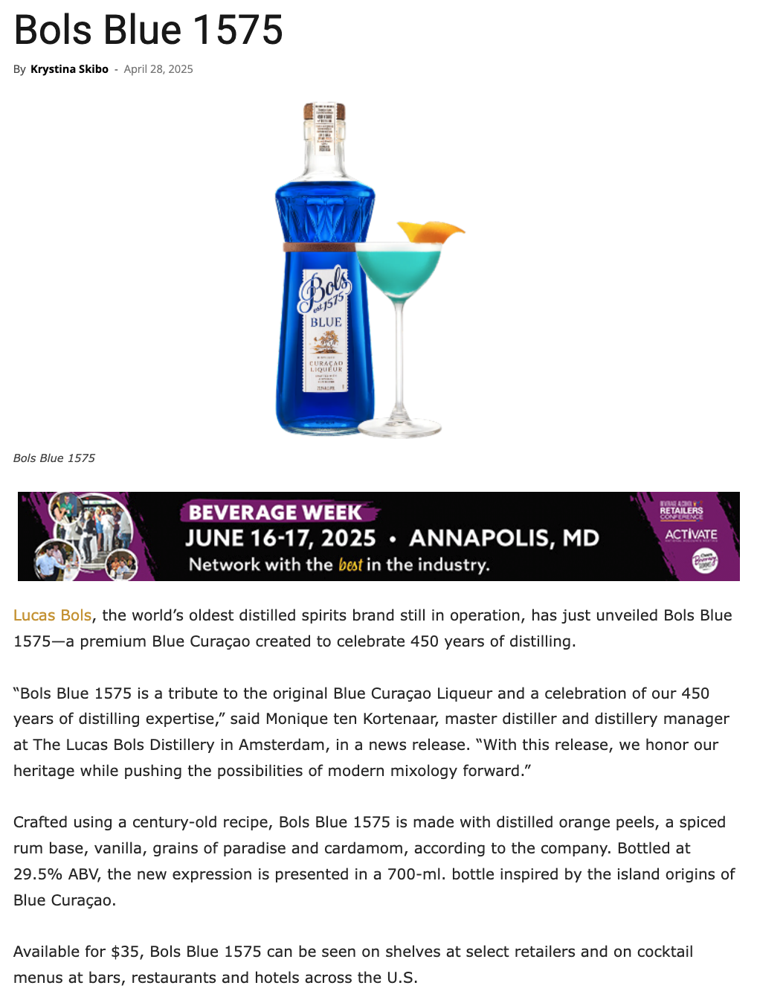 Bols Blue 1575
By Krystina Skibo - April 28, 2025
Bols
est. 1575
BLUE
CURAÇAO
LIQUEUR
Bols Blue 1575
BEVERAGE WEEK
JUNE 16-17, 2025 • ANNAPOLIS, MD
Network with the best in the industry.
BEVERAGE ALCOHOL
RETAILERS
CONFERENCE
ACTIVATE
Lucas Bols, the world’s oldest distilled spirits brand still in operation, has just unveiled Bols Blue
1575—a premium Blue Curaçao created to celebrate 450 years of distilling.
“Bols Blue 1575 is a tribute to the original Blue Curaçao Liqueur and a celebration of our 450
years of distilling expertise,” said Monique ten Kortenaar, master distiller and distillery manager
at The Lucas Bols Distillery in Amsterdam, in a news release. “With this release, we honor our
heritage while pushing the possibilities of modern mixology forward.”
Crafted using a century-old recipe, Bols Blue 1575 is made with distilled orange peels, a spiced
rum base, vanilla, grains of paradise and cardamom, according to the company. Bottled at
29.5% ABV, the new expression is presented in a 700-ml. bottle inspired by the island origins of
Blue Curaçao.
Available for $35, Bols Blue 1575 can be seen on shelves at select retailers and on cocktail
menus at bars, restaurants and hotels across the U.S.